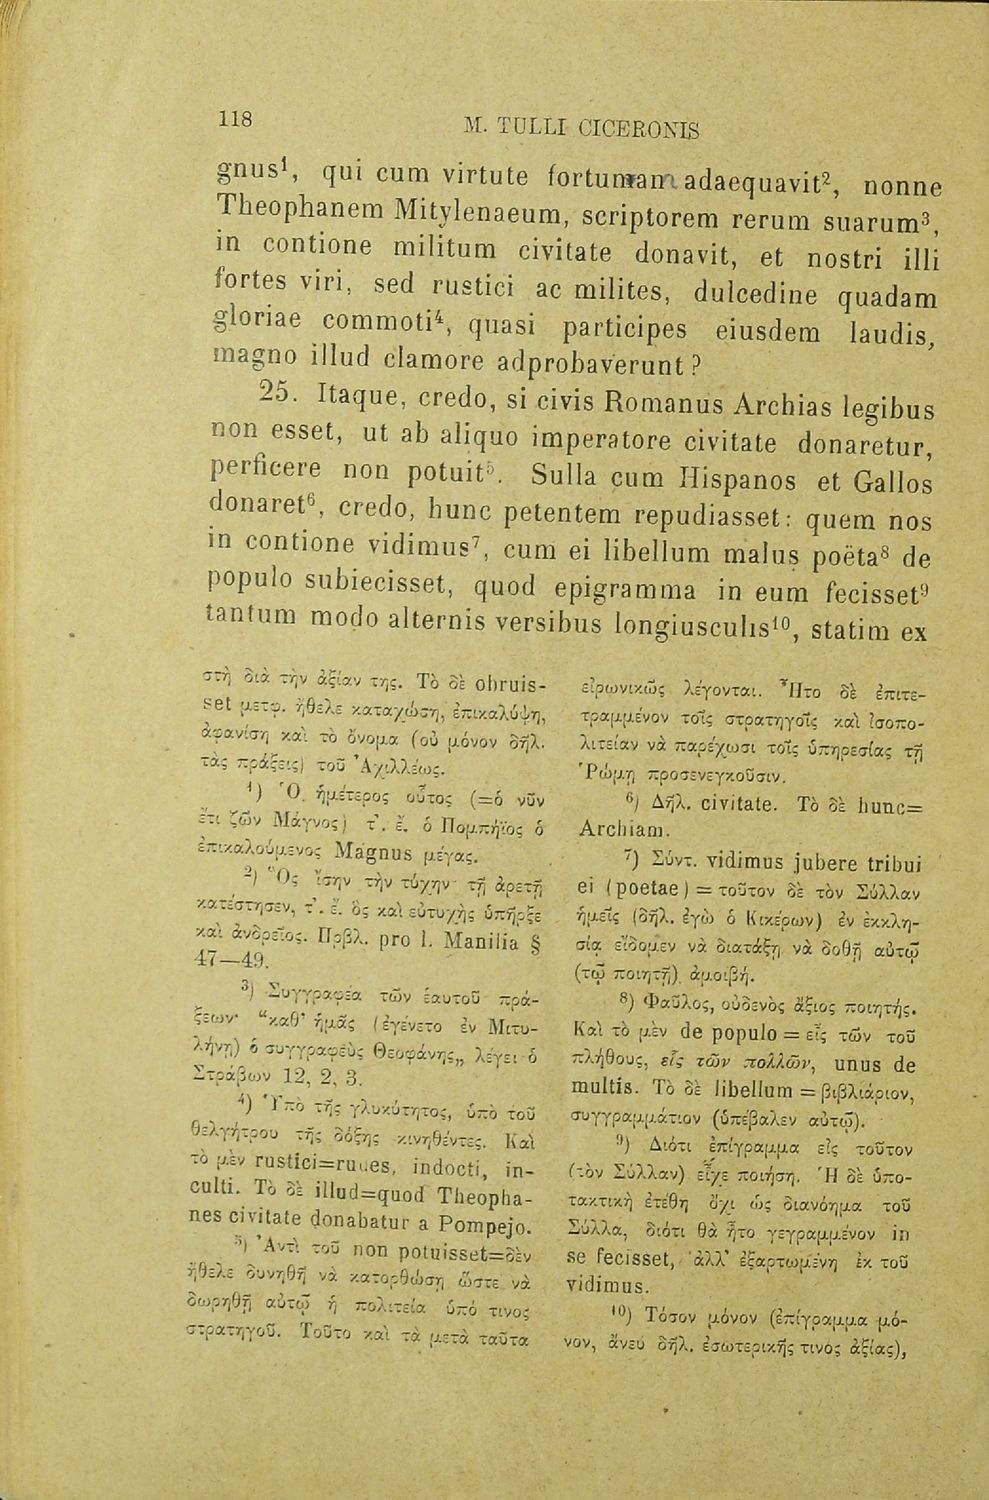 118
M. TULLI CICERONIS
gnus¹, qui cum virtute fortunam adaequavit², nonne
Theophanem Mitylenaeum, scriptorem rerum suarum³,
in contione militum civitate donavit, et nostri illi
fortes viri, sed rustici ac milites, dulcedine quadam
gloriae commoti⁴, quasi participes eiusdem laudis,
magno illud clamore adprobaverunt?
25. Itaque, credo, si civis Romanus Archias legibus
non esset, ut ab aliquo imperatore civitate donaretur,
perficere non potuit⁵. Sulla cum Hispanos et Gallos
donaret⁶, credo, hunc petentem repudiasset: quem nos
in contione vidimus⁷, cum ei libellum malus poëta⁸ de
populo subiecisset, quod epigramma in eum fecisset⁹
tantum modo alternis versibus longiusculis¹⁰, statim ex
στῆ διὰ τὴν ἀξίαν της. Τὸ δὲ obruis-
set μετφ. ἤθελε καταχώσῃ, ἐπικαλύψῃ,
ἀφανίσῃ καὶ τὸ ὄνομα (οὐ μόνον δηλ.
τὰς πράξεις) τοῦ Ἀχιλλέως.
¹) Ὁ. ἡμέτερος οὗτος (=ὁ νῦν
ἔτι ζῶν Μάγνος) τ'. ἔ. ὁ Πομπήϊος ὁ
ἐπικαλούμενος Magnus μέγας.
²) Ὃς ἴσην τὴν τύχην τῇ ἀρετῇ
κατέστησεν, τ'. ἔ. ὃς καὶ εὐτυχὴς ὑπῆρξε
καὶ ἀνδρεῖος. Πρβλ. pro l. Manilia §
47—49.
³) Συγγραφέα τῶν ἑαυτοῦ πρά-
ξεων· “καθ' ἡμᾶς (ἐγένετο ἐν Μιτυ-
λήνῃ) ὁ συγγραφεὺς Θεοφάνης„ λέγει ὁ
Στράβων 12, 2, 3.
⁴) Ὑπὸ τῆς γλυκύτητος, ὑπὸ τοῦ
θελγήτρου τῆς δόξης κινηθέντες. Καὶ
τὸ μὲν rustici=rudes, indocti, in-
culti. Τὸ δὲ illud=quod Theopha-
nes civitate donabatur a Pompejo.
⁵) Ἀντὶ τοῦ non potuisset=δὲν
ἤθελε δυνηθῆ νὰ κατορθώσῃ ὥστε νὰ
δωρηθῇ αὐτῷ ἡ πολιτεία ὑπό τινος
στρατηγοῦ. Τοῦτο καὶ τὰ μετὰ ταῦτα
εἰρωνικῶς λέγονται. Ἦτο δὲ ἐπιτε-
τραμμένον τοῖς στρατηγοῖς καὶ ἰσοπο-
λιτείαν νὰ παρέχωσι τοῖς ὑπηρεσίας τῇ
Ῥώμῃ προσενεγκοῦσιν.
⁶) Δῆλ. civitate. Τὸ δὲ hunc=
Archiam.
⁷) Σύντ. vidimus jubere tribui
ei (poetae) = τοῦτον δὲ τὸν Σύλλαν
ἡμεῖς (δῆλ. ἐγὼ ὁ Κικέρων) ἐν ἐκκλη-
σίᾳ εἴδομεν νὰ διατάξῃ νὰ δοθῇ αὐτῷ
(τῷ ποιητῇ) ἀμοιβή.
⁸) Φαῦλος, οὐδενὸς ἄξιος ποιητής.
Καὶ τὸ μὲν de populo = εἷς τῶν τοῦ
πλήθους, εἷς τῶν πολλῶν, unus de
multis. Τὸ δὲ libellum = βιβλιάριον,
συγγραμμάτιον (ὑπέβαλεν αὐτῷ).
⁹) Διότι ἐπίγραμμα εἰς τοῦτον
(τὸν Σύλλαν) εἶχε ποιήσῃ. Ἡ δὲ ὑπο-
τακτικὴ ἐτέθη ὄχι ὡς διανόημα τοῦ
Σύλλα, διότι θὰ ἦτο γεγραμμένον in
se fecisset, ἀλλ' ἐξαρτωμένη ἐκ τοῦ
vidimus.
¹⁰) Τόσον μόνον (ἐπίγραμμα μό-
νον, ἄνευ δῆλ. ἐσωτερικῆς τινὸς ἀξίας),